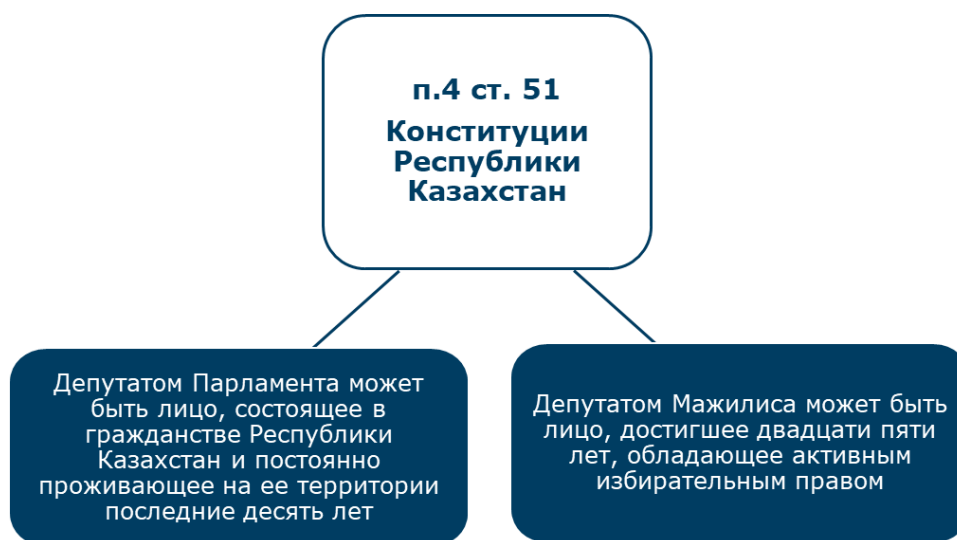 п.4 ст. 51
Конституции
Республики
Казахстан
Депутатом Парламента может
быть лицо, состоящее в
гражданстве Республики
Казахстан и постоянно
проживающее на ее территории
последние десять лет
Депутатом Мажилиса может быть
лицо, достигшее двадцати пяти
лет, обладающее активным
избирательным правом